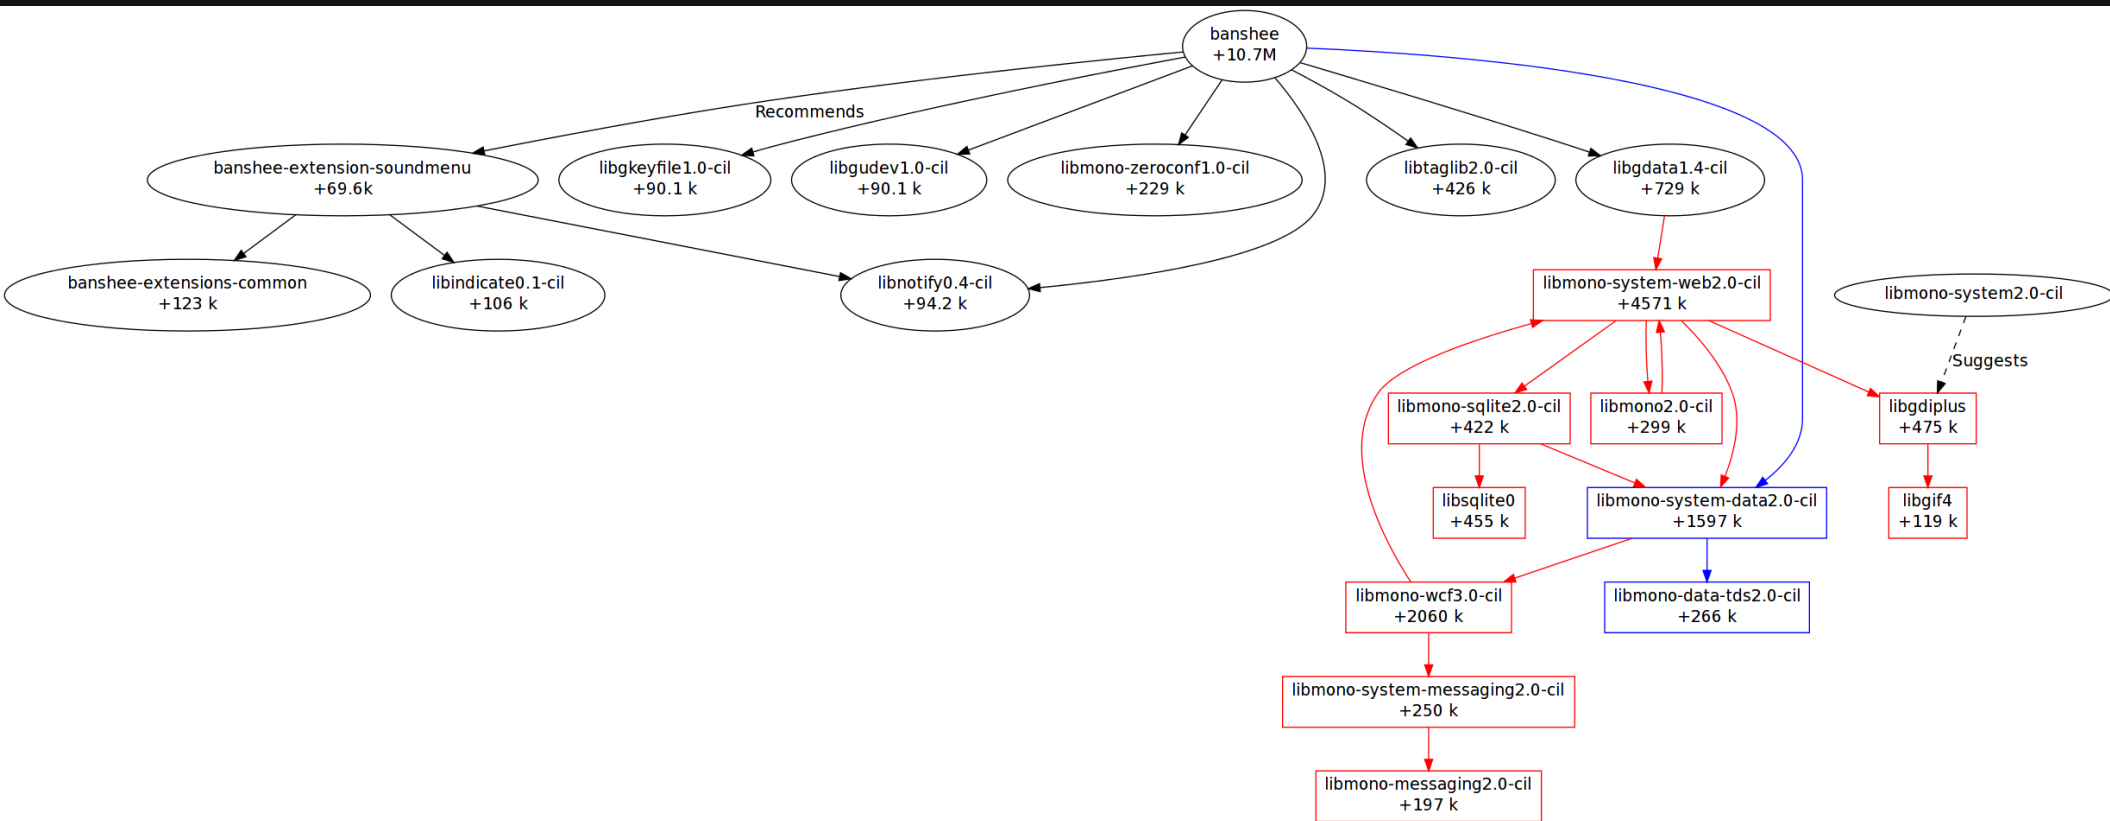 banshee
+10.7M
Recommends
banshee-extension-soundmenu
+69.6k
libgkeyfile1.0-cil
+90.1 k
libgudev1.0-cil
+90.1 k
libmono-zeroconf1.0-cil
+229 k
libtaglib2.0-cil
+426 k
libgdata1.4-cil
+729 k
banshee-extensions-common
+123 k
libindicate0.1-cil
+106 k
libnotify0.4-cil
+94.2 k
libmono-system-web2.0-cil
+4571 k
libmono-system2.0-cil
Suggests
libmono-sqlite2.0-cil
+422 k
libmono2.0-cil
+299 k
libgdiplus
+475 k
libsqlite0
+455 k
libmono-system-data2.0-cil
+1597 k
libgif4
+119 k
libmono-wcf3.0-cil
+2060 k
libmono-data-tds2.0-cil
+266 k
libmono-system-messaging2.0-cil
+250 k
libmono-messaging2.0-cil
+197 k